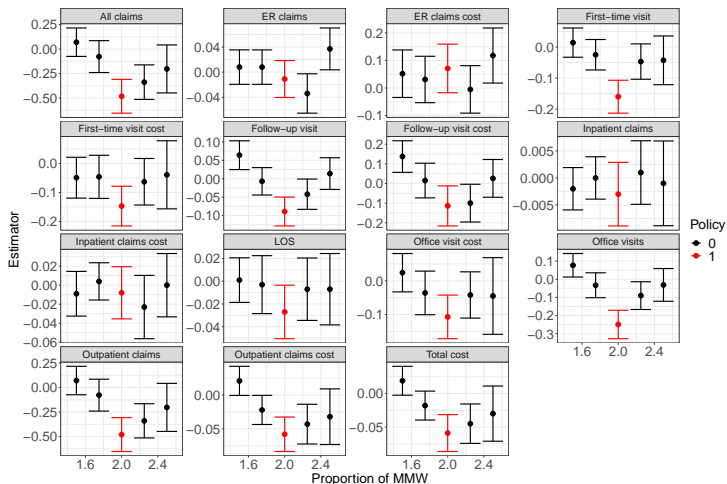 All claims
ER claims
ER claims cost
First−time visit
0.25
0.00
−0.25
−0.50
0.04
0.00
−0.04
0.2
0.1
0.0
−0.1
0.0
−0.1
−0.2
First−time visit cost
Follow−up visit
Follow−up visit cost
Inpatient claims
0.0
−0.1
−0.2
0.10
0.05
0.00
−0.05
−0.10
0.2
0.1
0.0
−0.1
−0.2
0.005
0.000
−0.005
Inpatient claims cost
LOS
Office visit cost
Office visits
0.02
0.00
−0.02
−0.04
−0.06
0.02
0.00
−0.02
−0.04
0.0
−0.1
0.1
0.0
−0.1
−0.2
−0.3
Outpatient claims
Outpatient claims cost
Total cost
0.25
0.00
−0.25
−0.50
0.00
−0.05
0.00
−0.05
1.6 2.0 2.4
1.6 2.0 2.4
1.6 2.0 2.4
1.6 2.0 2.4
Estimator
Proportion of MMW
Policy
0
1